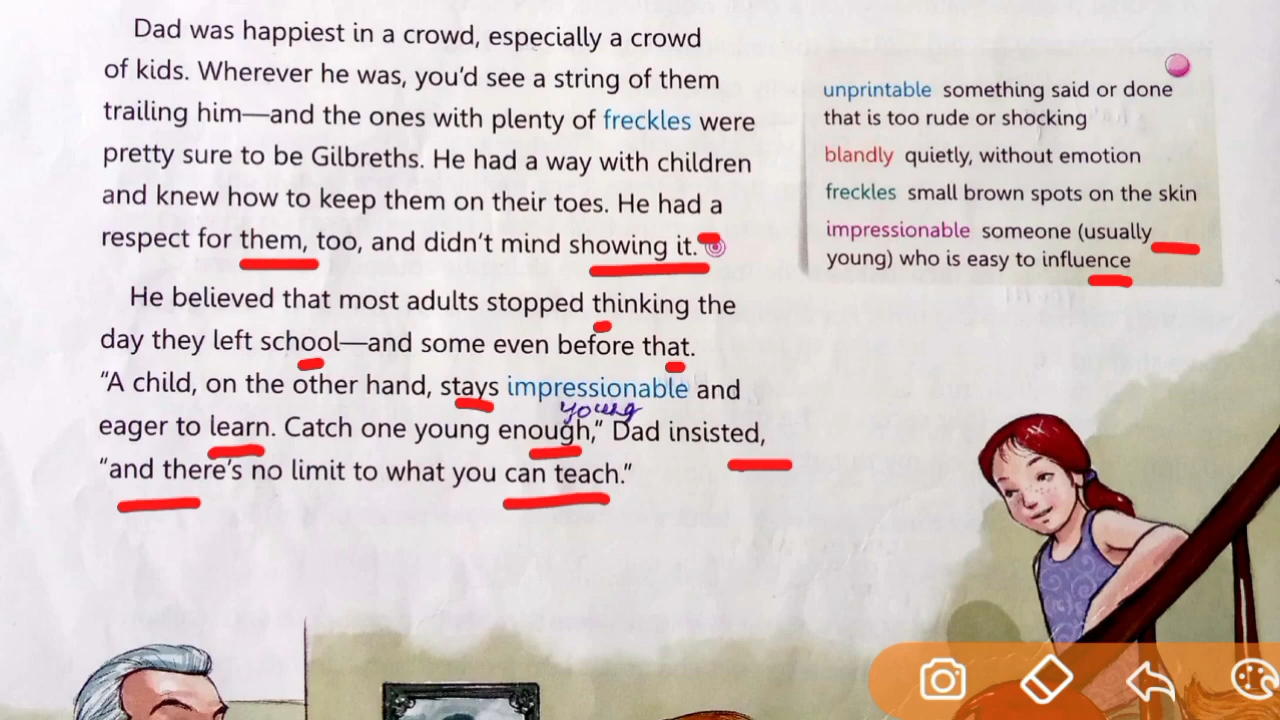 Dad was happiest in a crowd, especially a crowd
of kids. Wherever he was, you'd see a string of them
trailing him—and the ones with plenty of freckles were
pretty sure to be Gilbreths. He had a way with children
and knew how to keep them on their toes. He had a
respect for them, too, and didn't mind showing it.
He believed that most adults stopped thinking the
day they left school—and some even before that.
"A child, on the other hand, stays impressionable and
young
eager to learn. Catch one young enough," Dad insisted,
"and there's no limit to what you can teach."
unprintable something said or done
that is too rude or shocking
blandly quietly, without emotion
freckles small brown spots on the skin
impressionable someone (usually
young) who is easy to influence